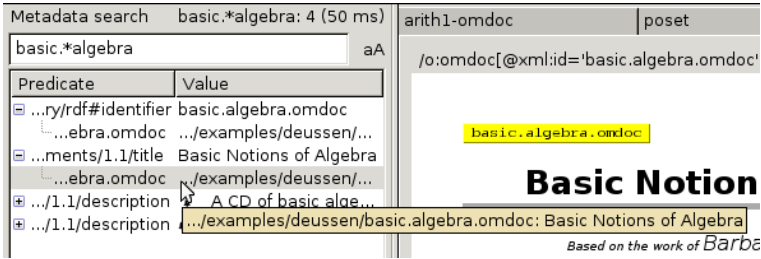 Metadata search basic.*algebra: 4 (50 ms)
basic.*algebra aA
Predicate Value
...ry/rdf#identifier basic.algebra.omdoc
...ebra.omdoc .../examples/deussen/...
...ments/1.1/title Basic Notions of Algebra
...ebra.omdoc .../examples/deussen/...
.../1.1/description A CD of basic alge...
.../1.1/description
.../examples/deussen/basic.algebra.omdoc: Basic Notions of Algebra
arith1-omdoc poset
/o:omdoc[@xml:id='basic.algebra.omdoc'
basic.algebra.omdoc
Basic Notion
Based on the work of Barba